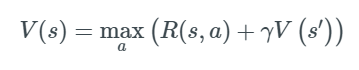 V(s) = max_a (R(s, a) + γV (s′))